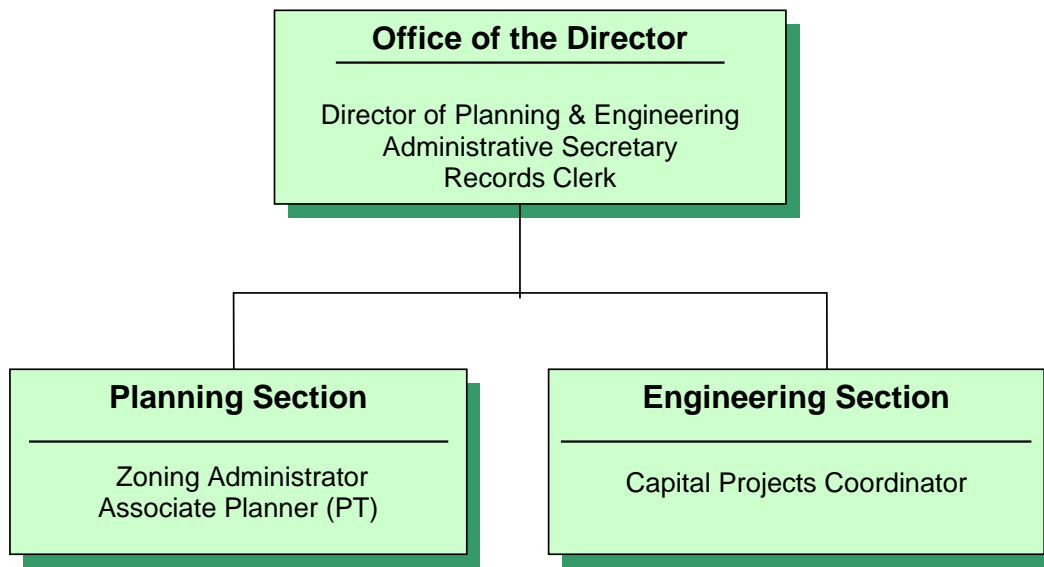 Office of the Director
Director of Planning & Engineering
Administrative Secretary
Records Clerk
Planning Section
Zoning Administrator
Associate Planner (PT)
Engineering Section
Capital Projects Coordinator